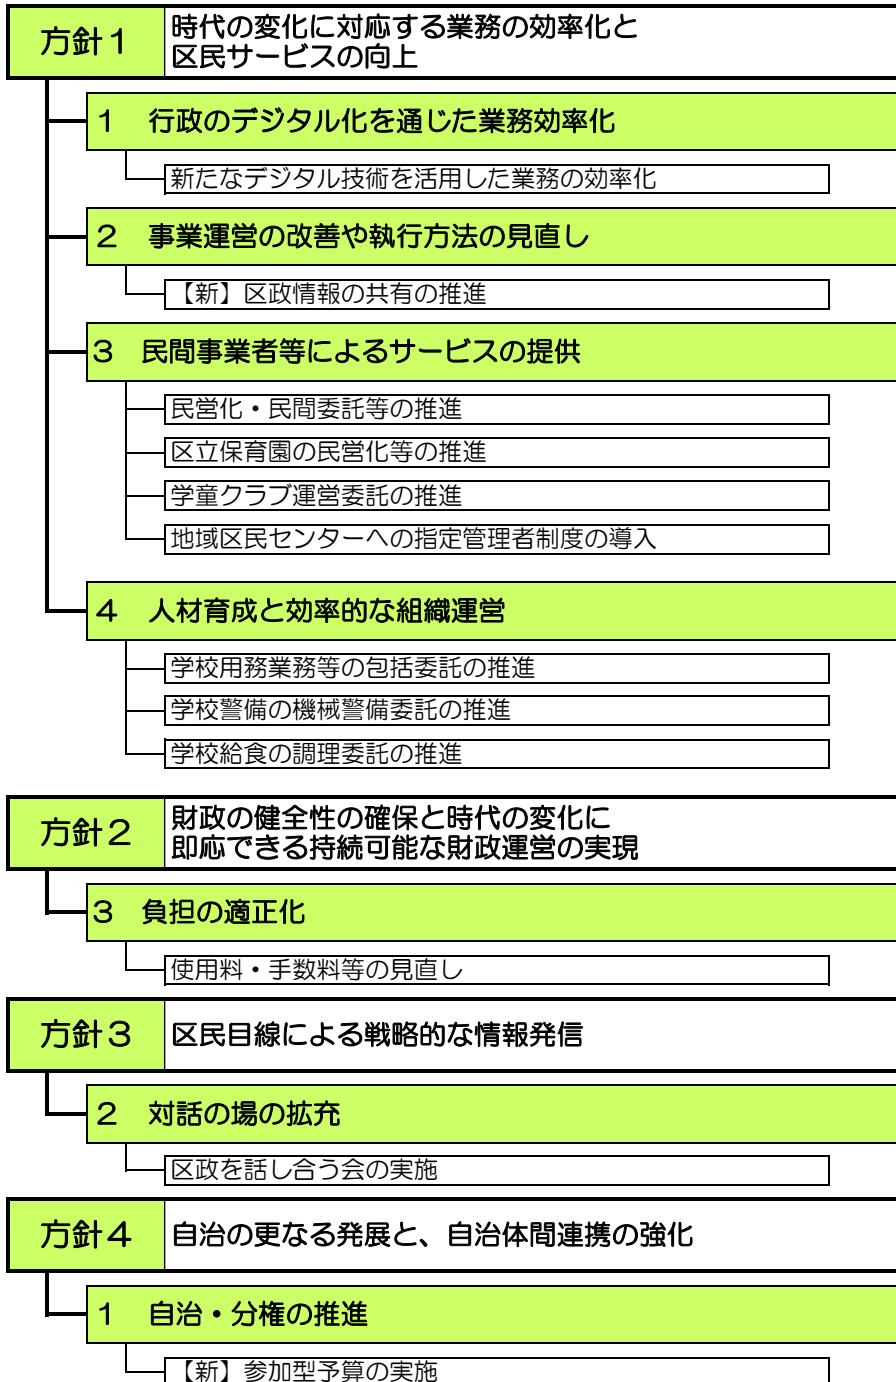 方針１
時代の変化に対応する業務の効率化と
区民サービスの向上
１　行政のデジタル化を通じた業務効率化
新たなデジタル技術を活用した業務の効率化
２　事業運営の改善や執行方法の見直し
【新】区政情報の共有の推進
３　民間事業者等によるサービスの提供
民営化・民間委託等の推進
区立保育園の民営化等の推進
学童クラブ運営委託の推進
地域区民センターへの指定管理者制度の導入
４　人材育成と効率的な組織運営
学校用務業務等の包括委託の推進
学校警備の機械警備委託の推進
学校給食の調理委託の推進
方針２
財政の健全性の確保と時代の変化に
即応できる持続可能な財政運営の実現
３　負担の適正化
使用料・手数料等の見直し
方針３
区民目線による戦略的な情報発信
２　対話の場の拡充
区政を話し合う会の実施
方針４
自治の更なる発展と、自治体間連携の強化
１　自治・分権の推進
【新】参加型予算の実施